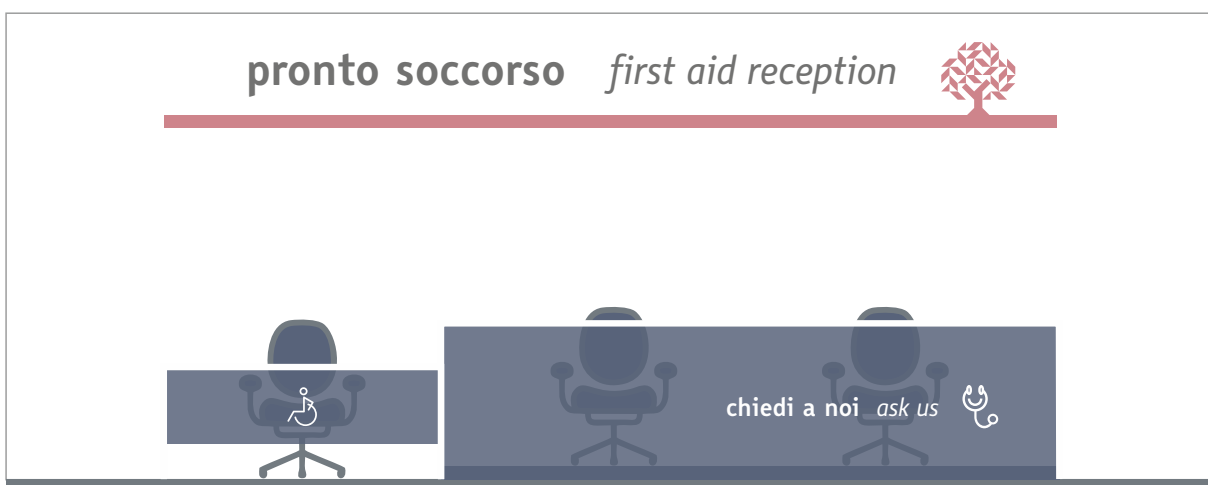 pronto soccorso first aid reception
chiedi a noi ask us